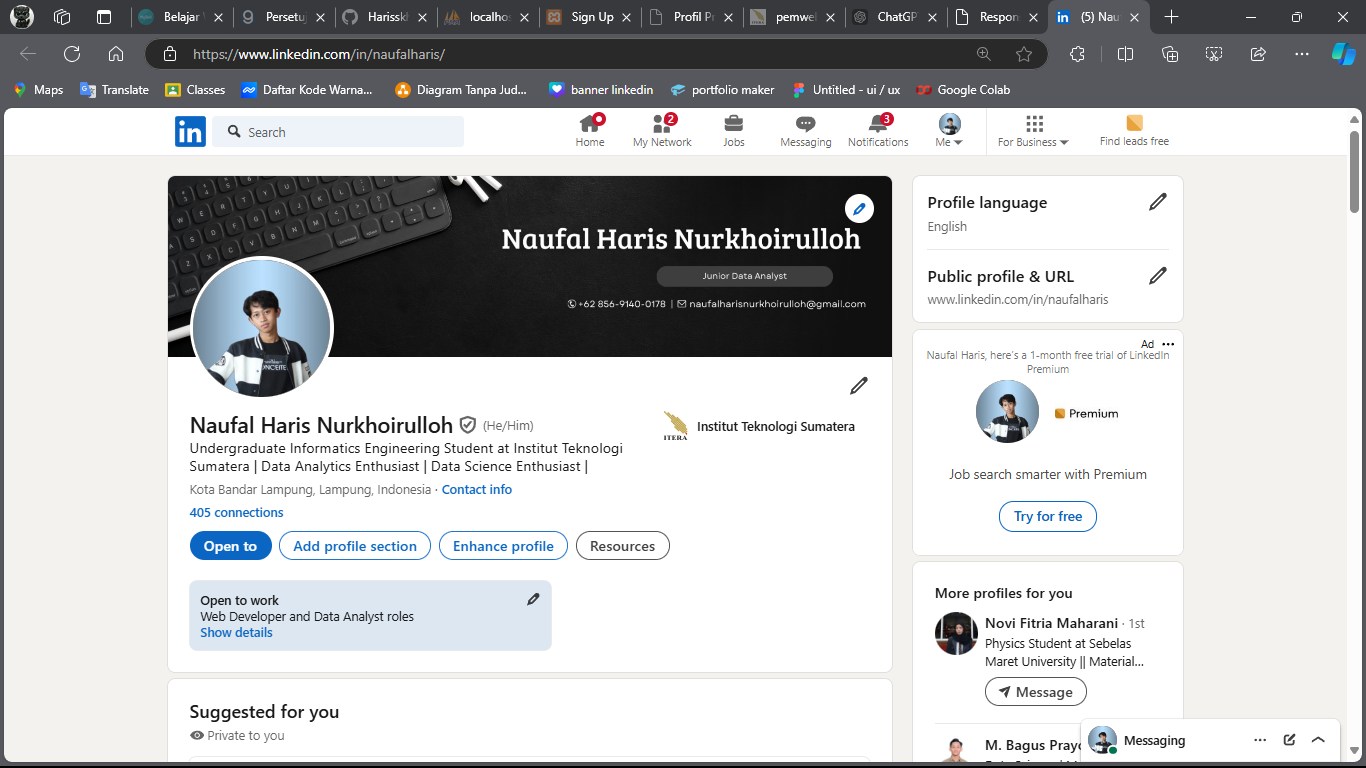 Belajar
Persetuj
Harisskl
localhos
Sign Up
Profil Pr
pemwel
ChatGP
Respon
(5) Nau
https://www.linkedin.com/in/naufalharis/
Maps
Translate
Classes
Daftar Kode Warna...
Diagram Tanpa Jud...
banner linkedin
portfolio maker
Untitled - ui / ux
Google Colab
in
Search
Home
2
My Network
Jobs
Messaging
3
Notifications
Me
For Business
Find leads free
Naufal Haris Nurkhoirulloh
Junior Data Analyst
+62 856-9140-0178 | naufalharisnurkhoirulloh@gmail.com
Naufal Haris Nurkhoirulloh (He/Him)
Undergraduate Informatics Engineering Student at Institut Teknologi
Sumatera | Data Analytics Enthusiast | Data Science Enthusiast |
Kota Bandar Lampung, Lampung, Indonesia · Contact info
405 connections
ITERA
Institut Teknologi Sumatera
Open to
Add profile section
Enhance profile
Resources
Open to work
Web Developer and Data Analyst roles
Show details
Suggested for you
Private to you
Profile language
English
Public profile & URL
www.linkedin.com/in/naufalharis
Ad
Naufal Haris, here's a 1-month free trial of LinkedIn
Premium
Premium
Job search smarter with Premium
Try for free
More profiles for you
Novi Fitria Maharani · 1st
Physics Student at Sebelas
Maret University || Material...
Message
M. Bagus Prayo
Messaging